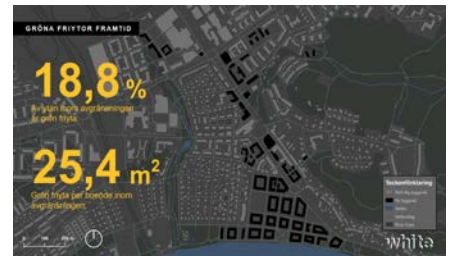 GRÖNA FRIYTOR FRAMTID
18,8 %
Av ytan inom avgränsningen
är grön friyta.
25,4 m²
Grön friyta per boende inom
avgränsningen.
Teckenförklaring
white